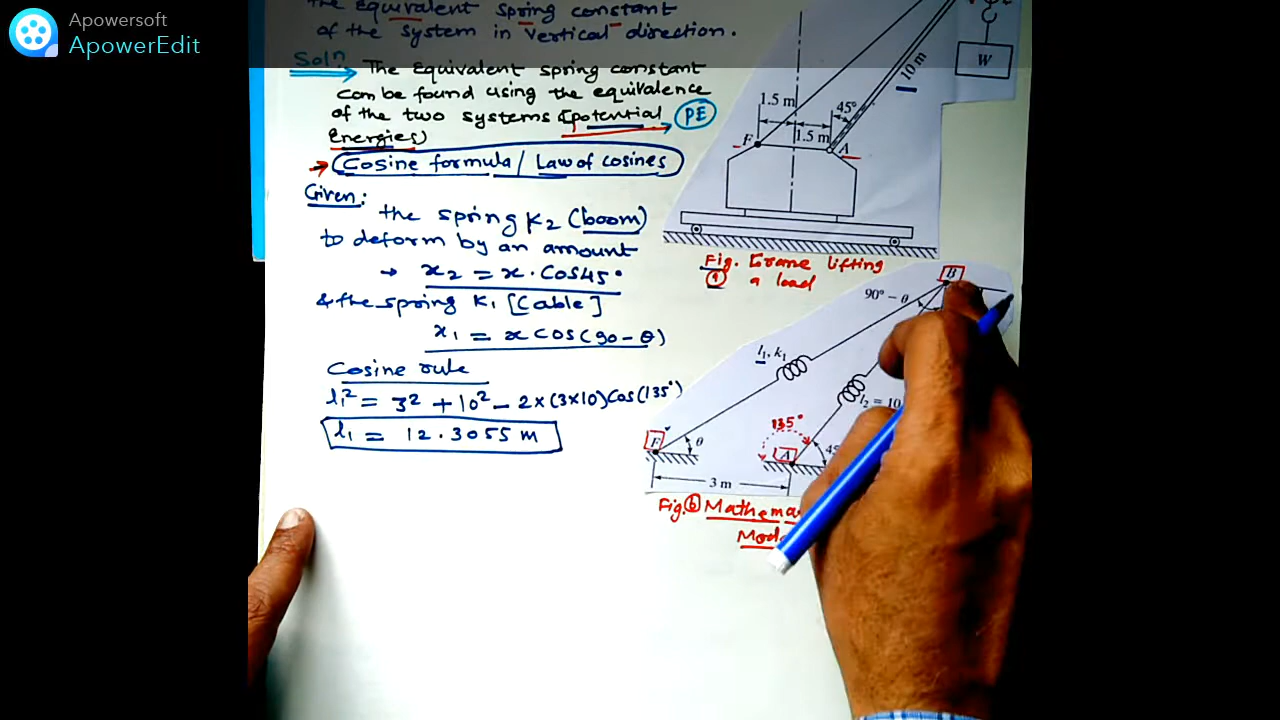 Apowersoft
ApowerEdit
the equivalent spring constant
of the system in vertical direction.
Soln The Equivalent spring constant
can be found using the equivalence
of the two systems (potential
Energies) PE
Cosine formula / Law of cosines
Given:
the spring K2 (boom)
to deform by an amount
x2 = x . Cos45°
& the spring K1 [Cable]
x1 = x cos(90 - θ)
Cosine rule
l1² = 3² + 10² - 2 x (3x10) Cos(135°)
l1 = 12.3055 m
W
10 m
1.5 m
45°
1.5 m
F
A
Fig. Crane lifting
(a) a load
B
90° - θ
l1, k1
l2 = 10
135°
F
θ
A
45
3 m
Fig. (b) Mathema
Mod